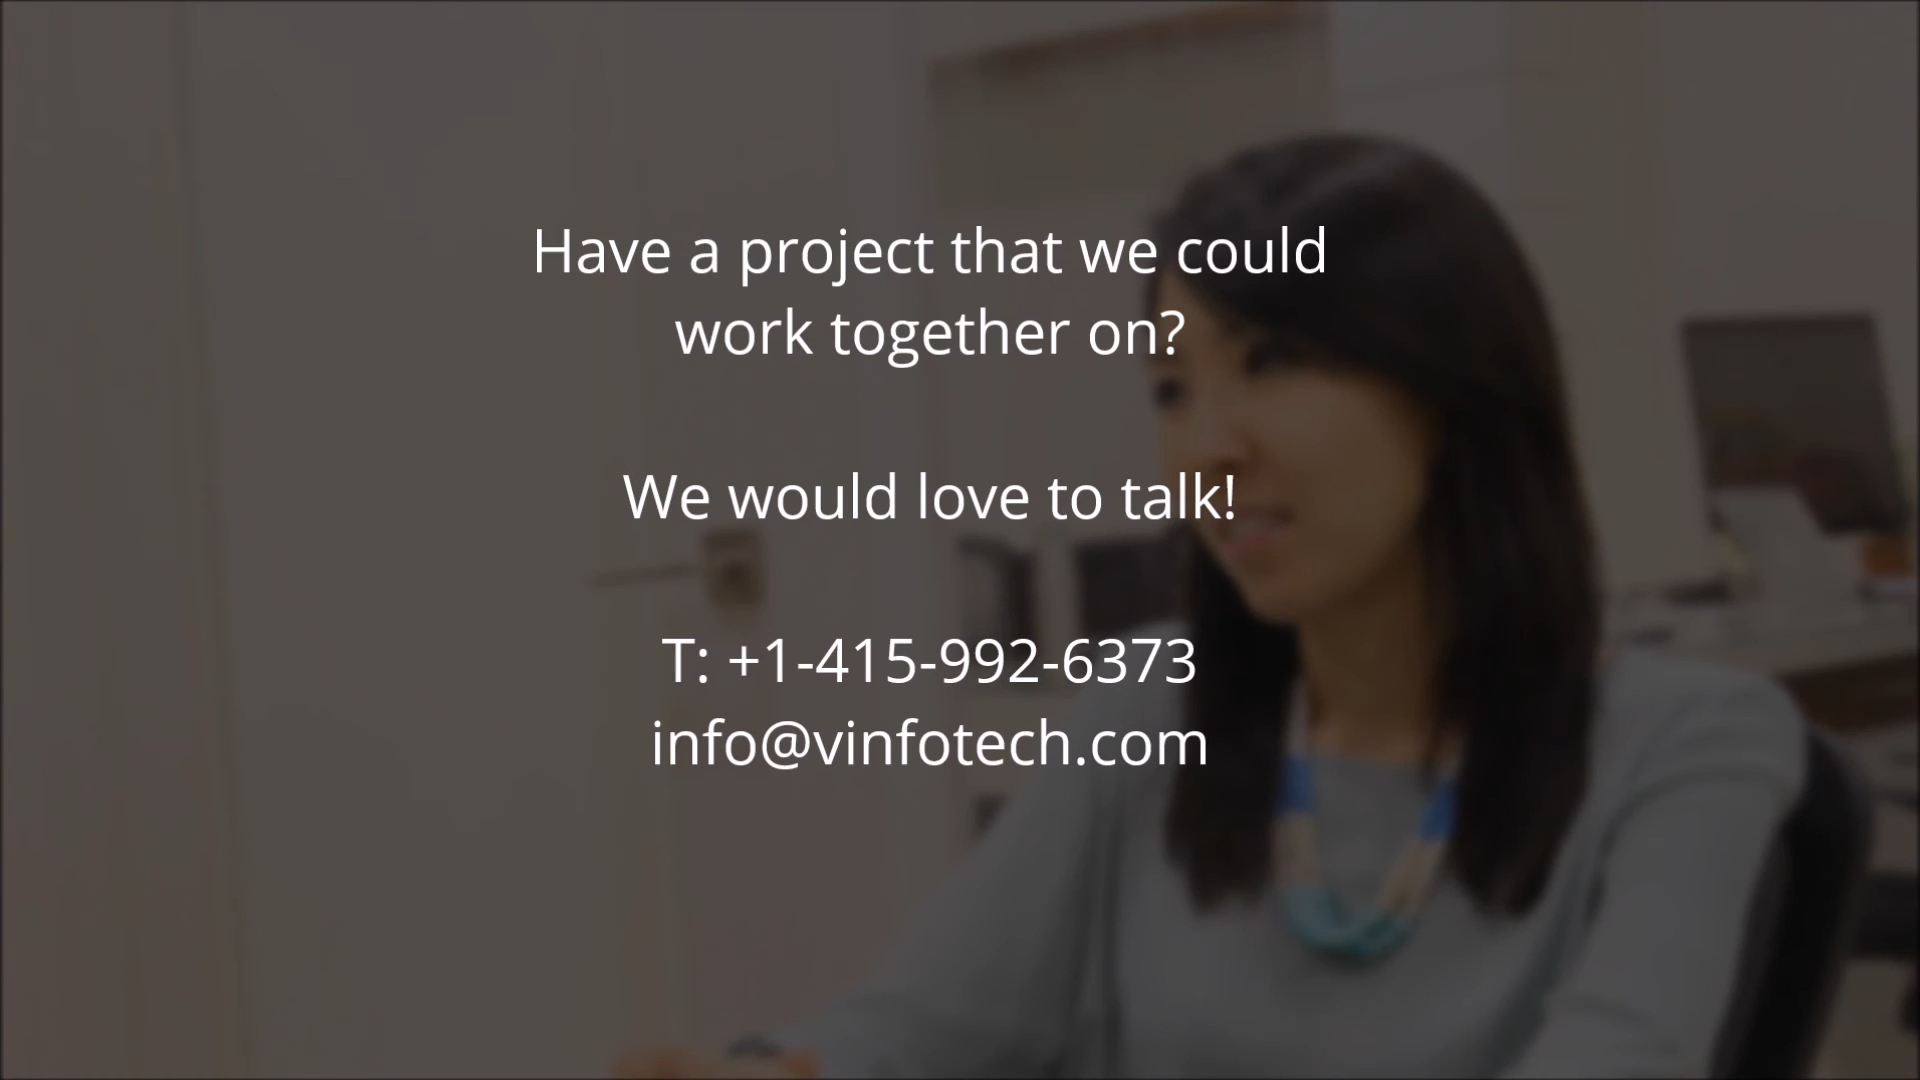 Have a project that we could
work together on?
We would love to talk!
T: +1-415-992-6373
info@vinfotech.com